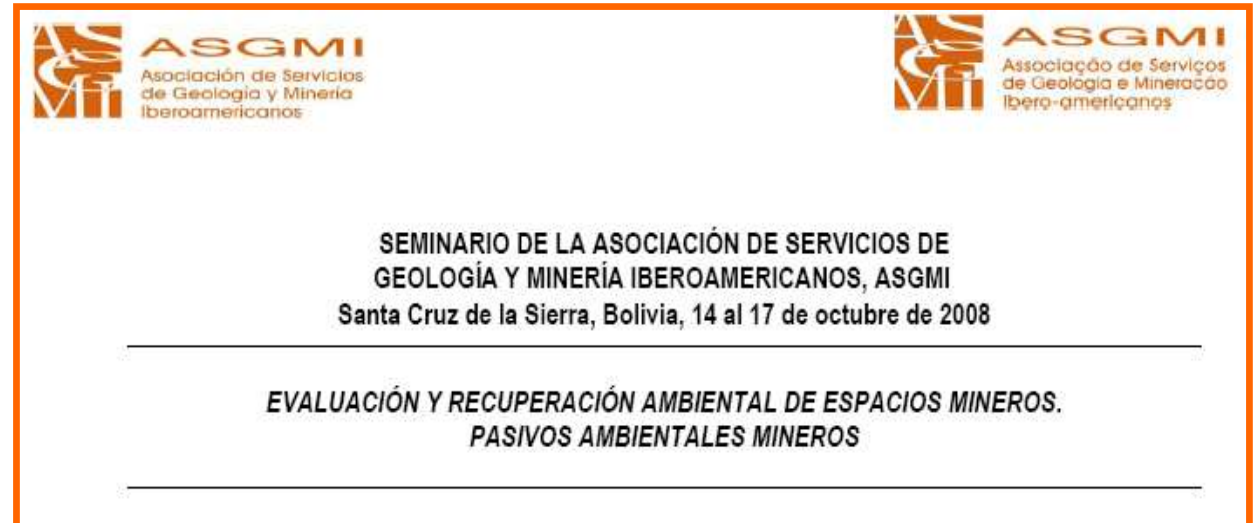 ASGMI
Asociación de Servicios
de Geología y Minería
Iberoamericanos
ASGMI
Associação de Serviços
de Geologia e Mineração
Ibero-americanos
SEMINARIO DE LA ASOCIACIÓN DE SERVICIOS DE
GEOLOGÍA Y MINERÍA IBEROAMERICANOS, ASGMI
Santa Cruz de la Sierra, Bolivia, 14 al 17 de octubre de 2008
EVALUACIÓN Y RECUPERACIÓN AMBIENTAL DE ESPACIOS MINEROS.
PASIVOS AMBIENTALES MINEROS